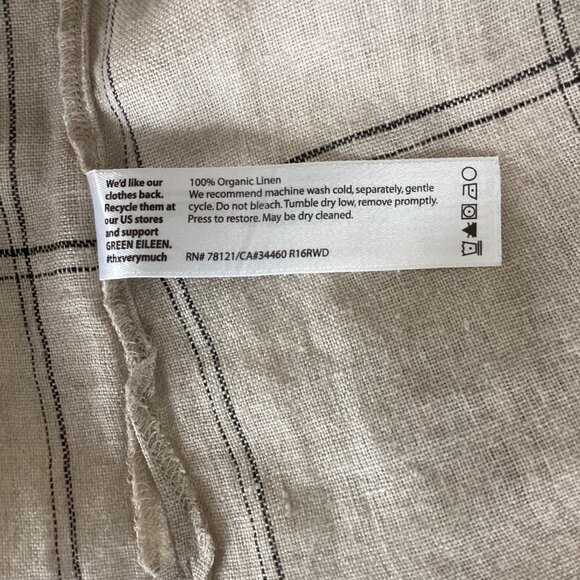 We'd like our
clothes back.
Recycle them at
our US stores
and support
GREEN EILEEN.
#thxverymuch
100% Organic Linen
We recommend machine wash cold, separately, gentle
cycle. Do not bleach. Tumble dry low, remove promptly.
Press to restore. May be dry cleaned.
RN# 78121/CA#34460 R16RWD